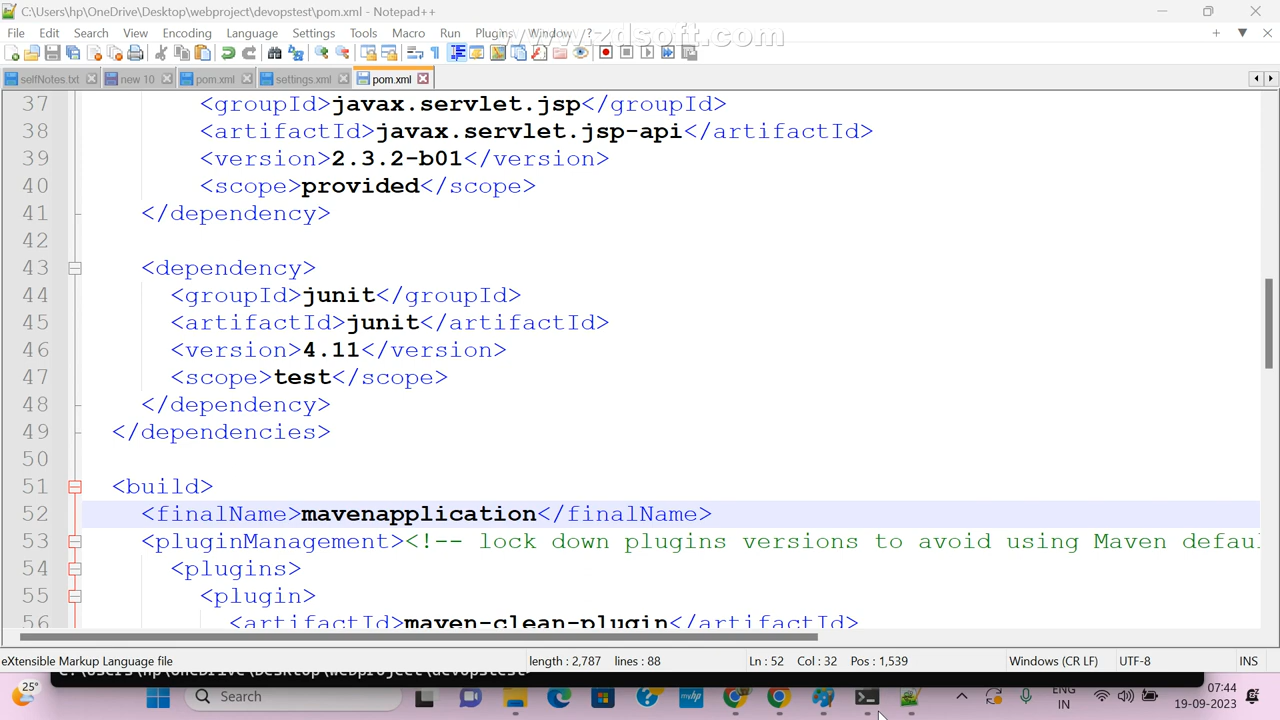 C:\Users\hp\OneDrive\Desktop\webproject\devopstest\pom.xml - Notepad++
File Edit Search View Encoding Language Settings Tools Macro Run Plugins Window ?
www.tzdsoft.com
selfNotes.txt new 10 pom.xml settings.xml pom.xml
37 <groupId>javax.servlet.jsp</groupId>
38 <artifactId>javax.servlet.jsp-api</artifactId>
39 <version>2.3.2-b01</version>
40 <scope>provided</scope>
41 </dependency>
42
43 <dependency>
44 <groupId>junit</groupId>
45 <artifactId>junit</artifactId>
46 <version>4.11</version>
47 <scope>test</scope>
48 </dependency>
49 </dependencies>
50
51 <build>
52 <finalName>mavenapplication</finalName>
53 <pluginManagement><!-- lock down plugins versions to avoid using Maven defau
54 <plugins>
55 <plugin>
56 <artifactId>maven-clean-plugin</artifactId>
eXtensible Markup Language file length : 2,787 lines : 88 Ln : 52 Col : 32 Pos : 1,539 Windows (CR LF) UTF-8 INS
C:\Users\hp\OneDrive\Desktop\webproject\devopstest>
25° Search ENG IN 07:44 19-09-2023